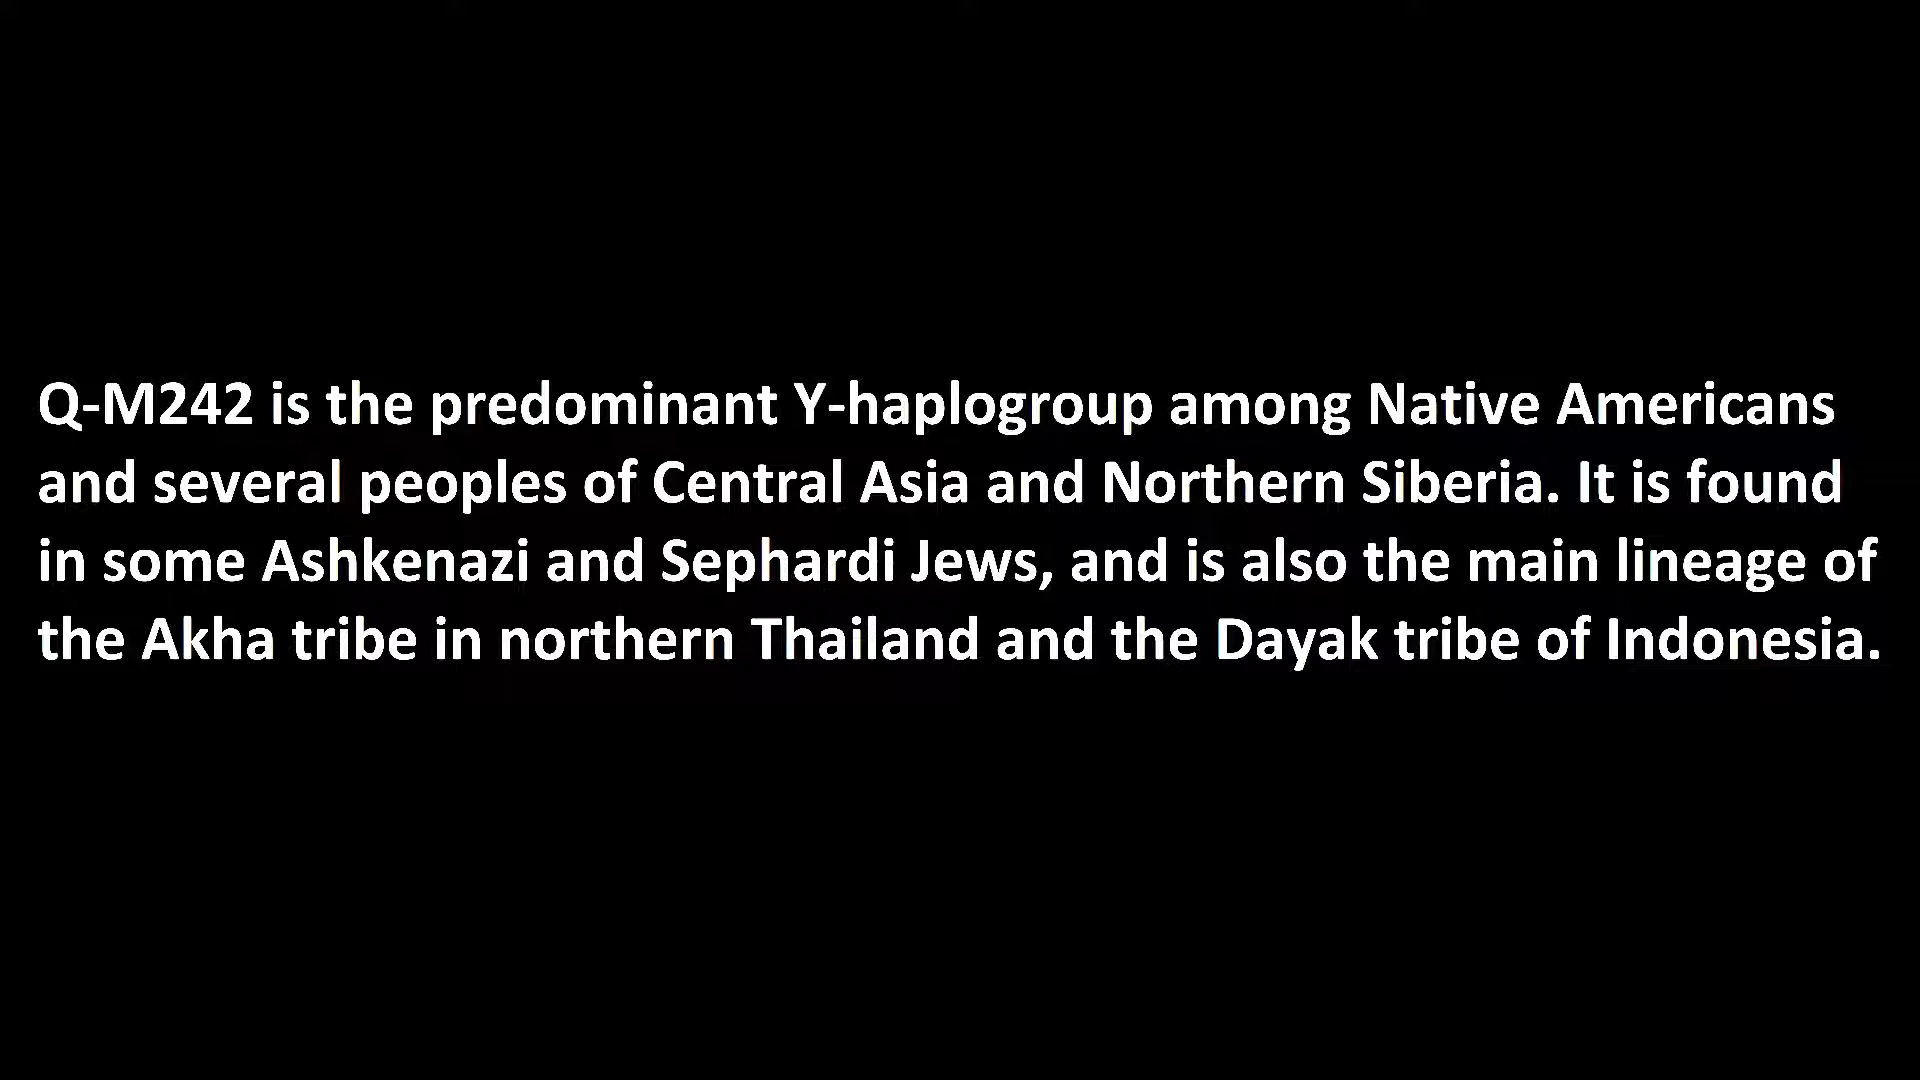 Q-M242 is the predominant Y-haplogroup among Native Americans
and several peoples of Central Asia and Northern Siberia. It is found
in some Ashkenazi and Sephardi Jews, and is also the main lineage of
the Akha tribe in northern Thailand and the Dayak tribe of Indonesia.